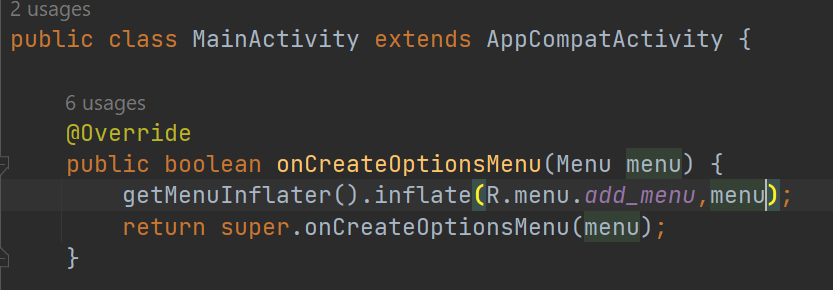 2 usages
public class MainActivity extends AppCompatActivity {
6 usages
@Override
public boolean onCreateOptionsMenu(Menu menu) {
getMenuInflater().inflate(R.menu.add_menu,menu);
return super.onCreateOptionsMenu(menu);
}